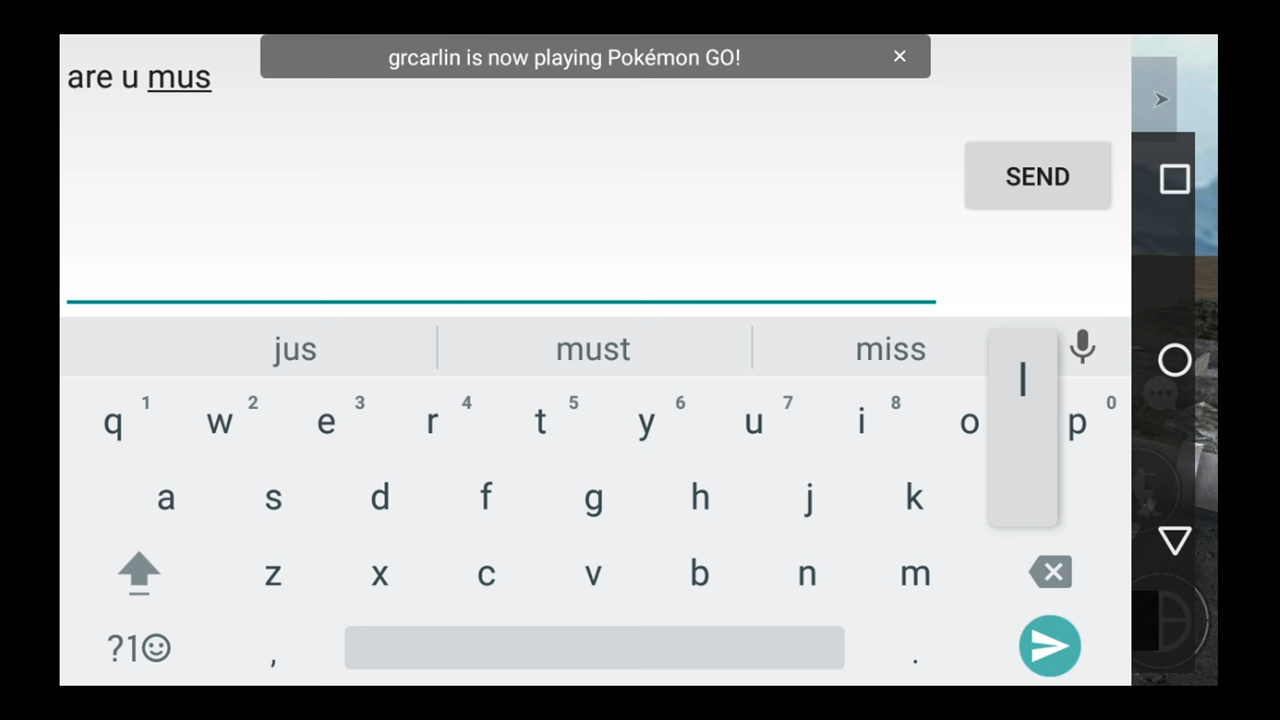 grcarlin is now playing Pokémon GO!
are u mus
SEND
jus must miss
l
q 1 w 2 e 3 r 4 t 5 y 6 u 7 i 8 o p 0
a s d f g h j k
z x c v b n m
?1☺ , .